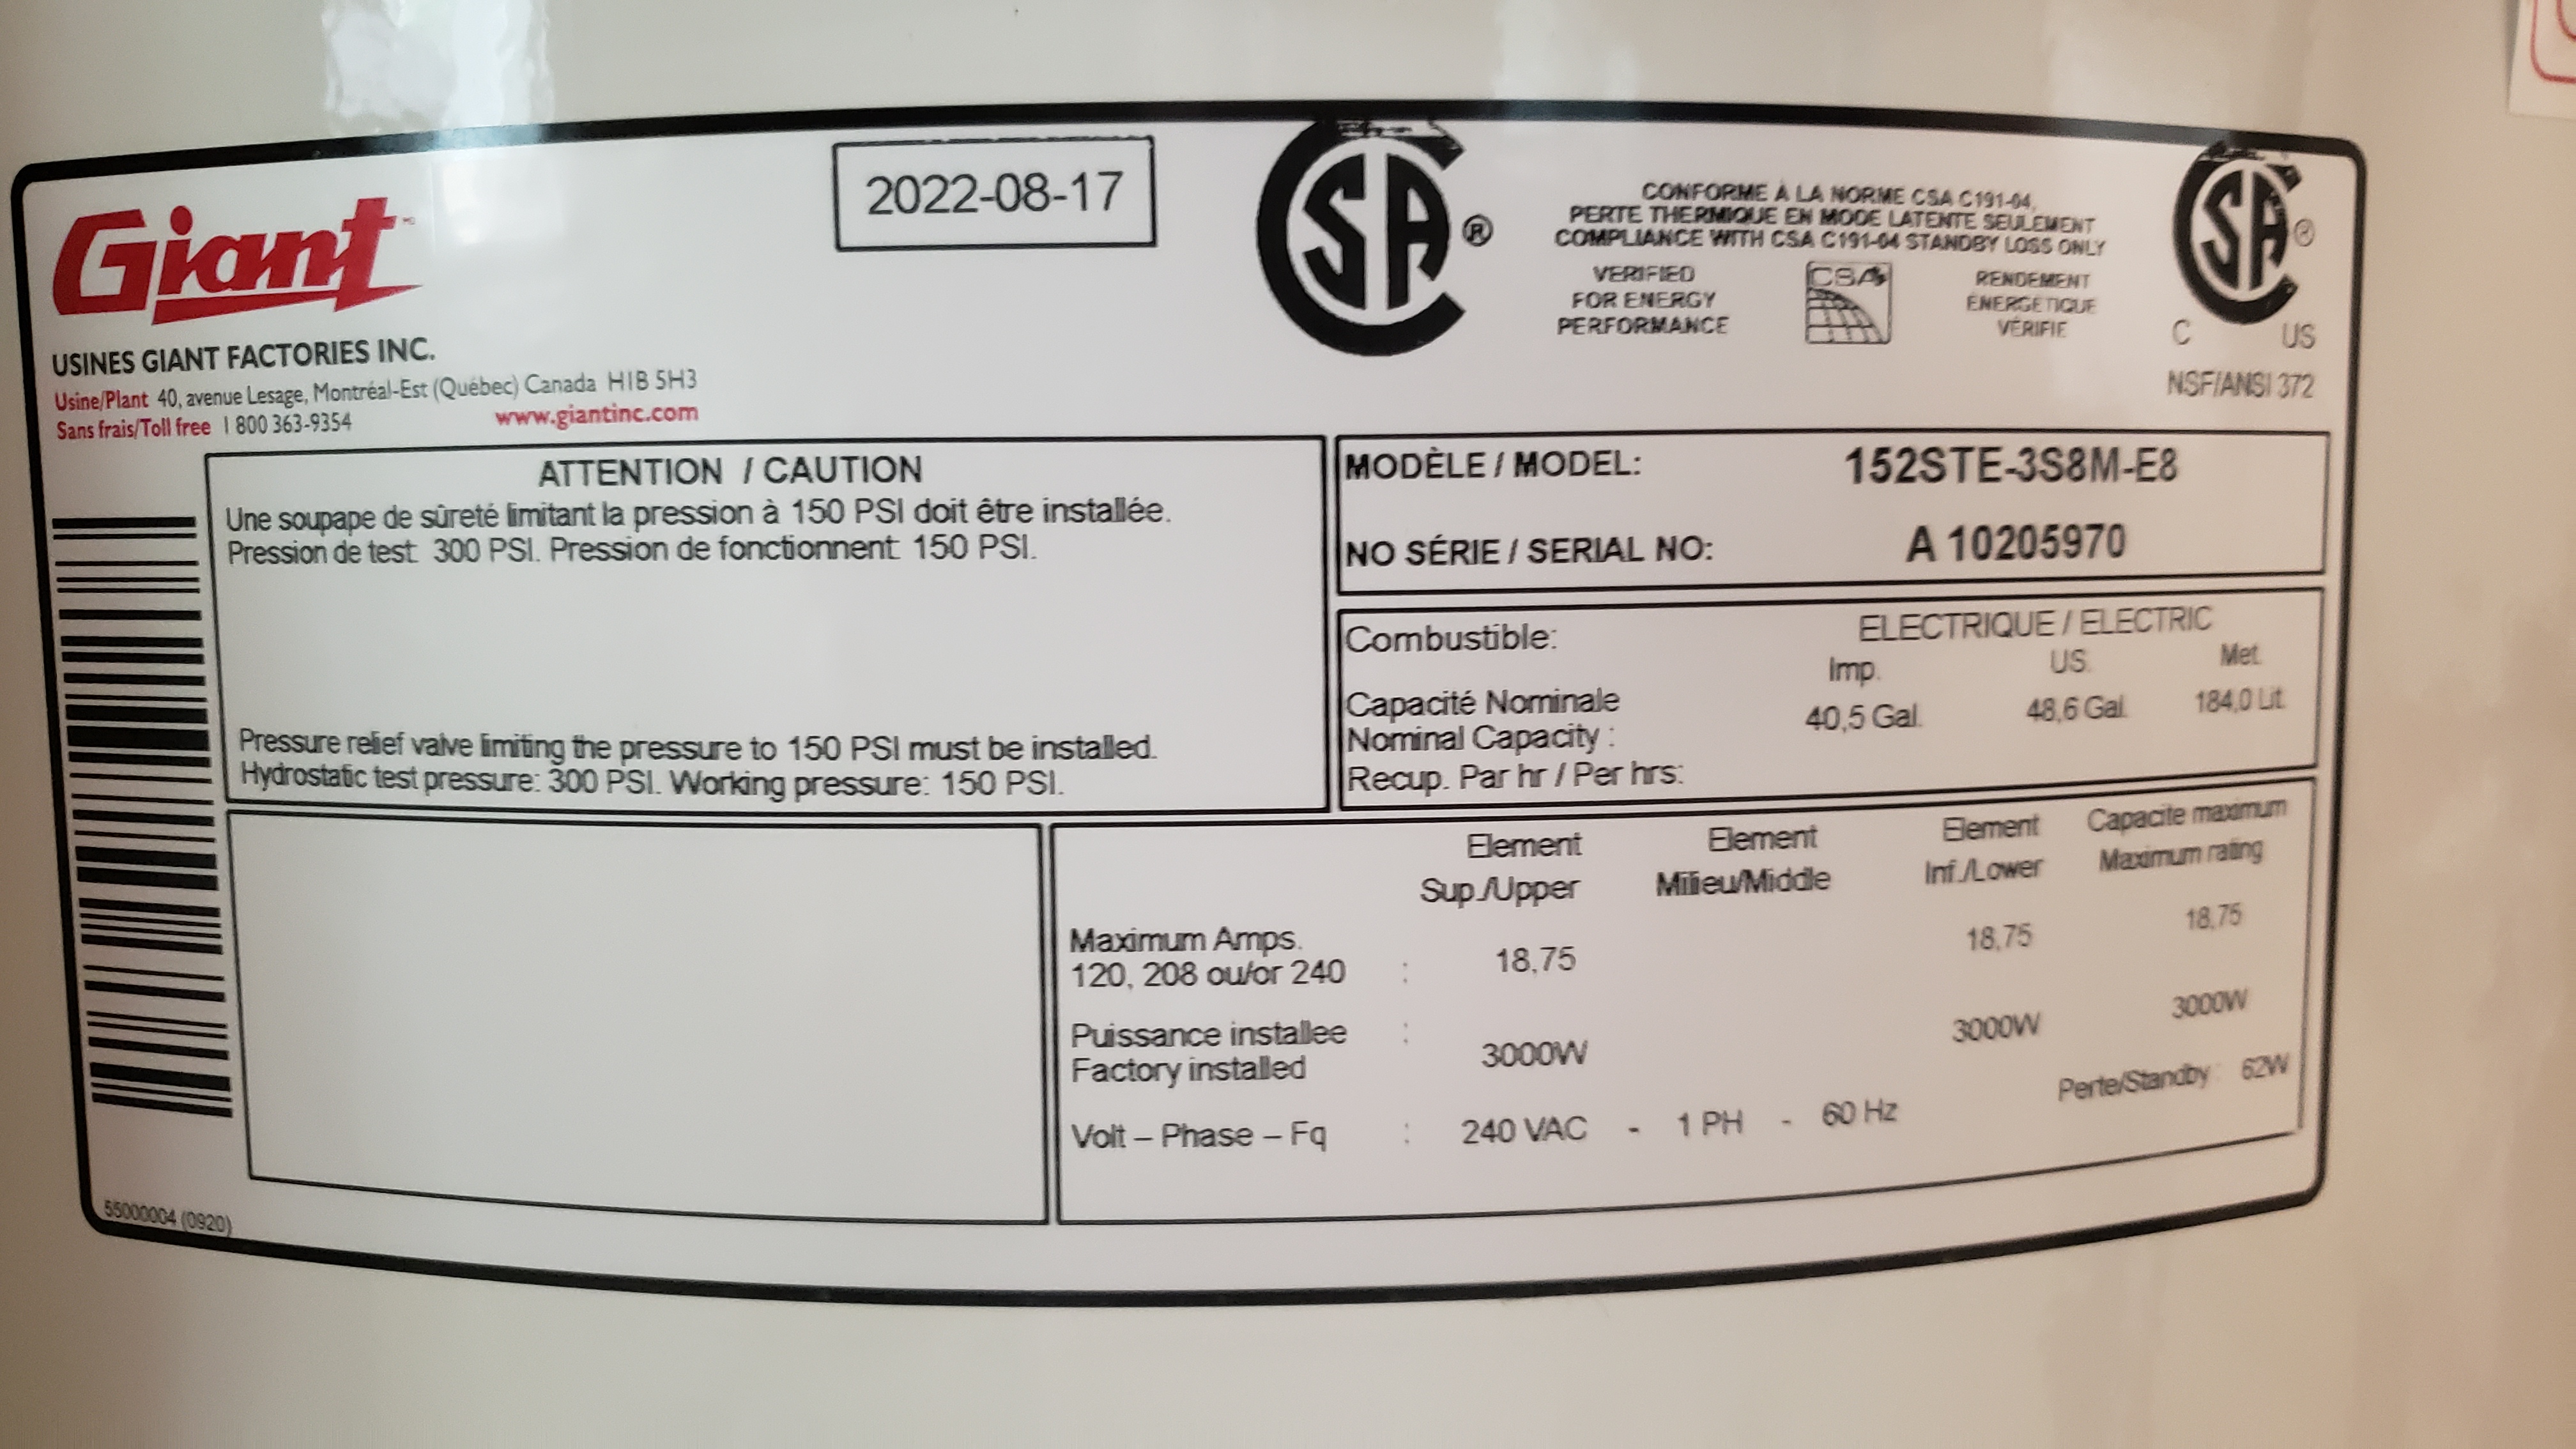 Giant
2022-08-17
CSA ®
CONFORME À LA NORME CSA C191-04,
PERTE THERMIQUE EN MODE LATENTE SEULEMENT
COMPLIANCE WITH CSA C191-04 STANDBY LOSS ONLY
VERIFIED
FOR ENERGY
PERFORMANCE
CSA
RENDEMENT
ÉNERGÉTIQUE
VÉRIFIÉ
CSA ®
C US
NSF/ANSI 372
USINES GIANT FACTORIES INC.
Usine/Plant 40, avenue Lesage, Montréal-Est (Québec) Canada H1B 5H3
Sans frais/Toll free 1 800 363-9354 www.giantinc.com
ATTENTION / CAUTION
Une soupape de sûreté limitant la pression à 150 PSI doit être installée.
Pression de test: 300 PSI. Pression de fonctionnent: 150 PSI.
Pressure relief valve limiting the pressure to 150 PSI must be installed.
Hydrostatic test pressure: 300 PSI. Working pressure: 150 PSI.
MODÈLE / MODEL: 152STE-3S8M-E8
NO SÉRIE / SERIAL NO: A 10205970
Combustible: ELECTRIQUE / ELECTRIC
Imp. US. Met.
Capacité Nominale
Nominal Capacity : 40,5 Gal. 48,6 Gal. 184,0 Lit.
Recup. Par hr / Per hrs:
Element Element Element Capacite maximum
Sup./Upper Milieu/Middle Inf./Lower Maximum rating
Maximum Amps.
120, 208 ou/or 240 : 18,75 18,75 18,75
Puissance installee :
Factory installed 3000W 3000W 3000W
Perte/Standby : 62W
Volt – Phase – Fq : 240 VAC - 1 PH - 60 Hz
55000004 (0920)